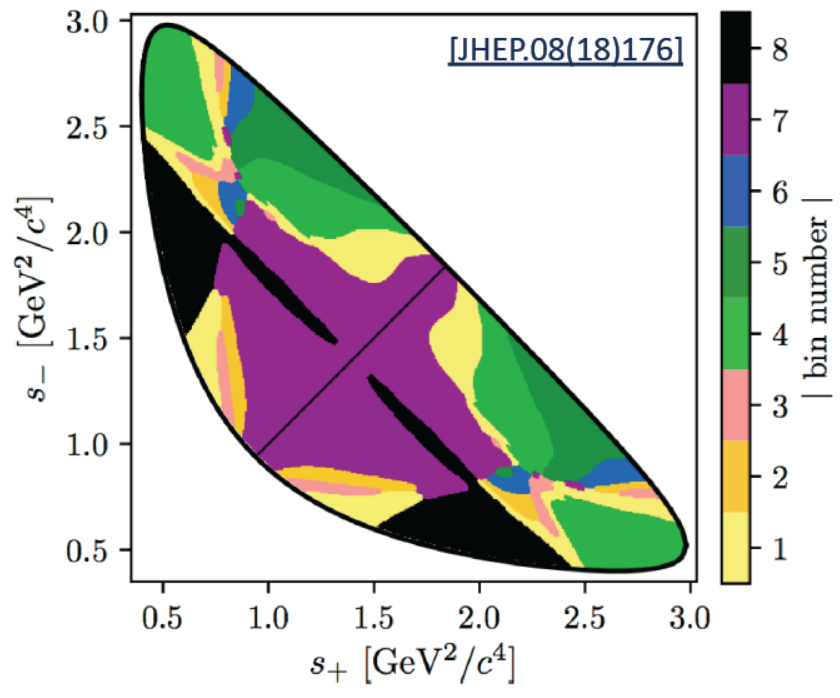 [JHEP.08(18)176]
3.0
2.5
2.0
1.5
1.0
0.5
s₋ [GeV²/c⁴]
0.5 1.0 1.5 2.0 2.5 3.0
s₊ [GeV²/c⁴]
8
7
6
5
4
3
2
1
| bin number |